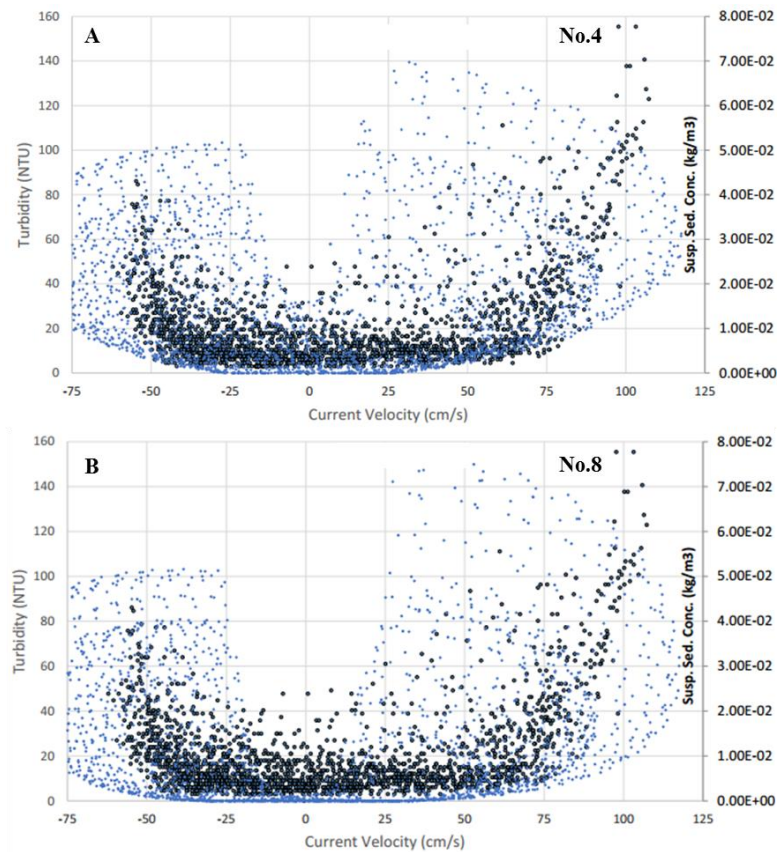 A
No.4
160
140
120
100
80
60
40
20
0
Turbidity (NTU)
8.00E-02
7.00E-02
6.00E-02
5.00E-02
4.00E-02
3.00E-02
2.00E-02
1.00E-02
0.00E+00
Susp. Sed. Conc. (kg/m3)
-75 -50 -25 0 25 50 75 100 125
Current Velocity (cm/s)
B
No.8
160
140
120
100
80
60
40
20
0
Turbidity (NTU)
8.00E-02
7.00E-02
6.00E-02
5.00E-02
4.00E-02
3.00E-02
2.00E-02
1.00E-02
0.00E+00
Susp. Sed. Conc. (kg/m3)
-75 -50 -25 0 25 50 75 100 125
Current Velocity (cm/s)